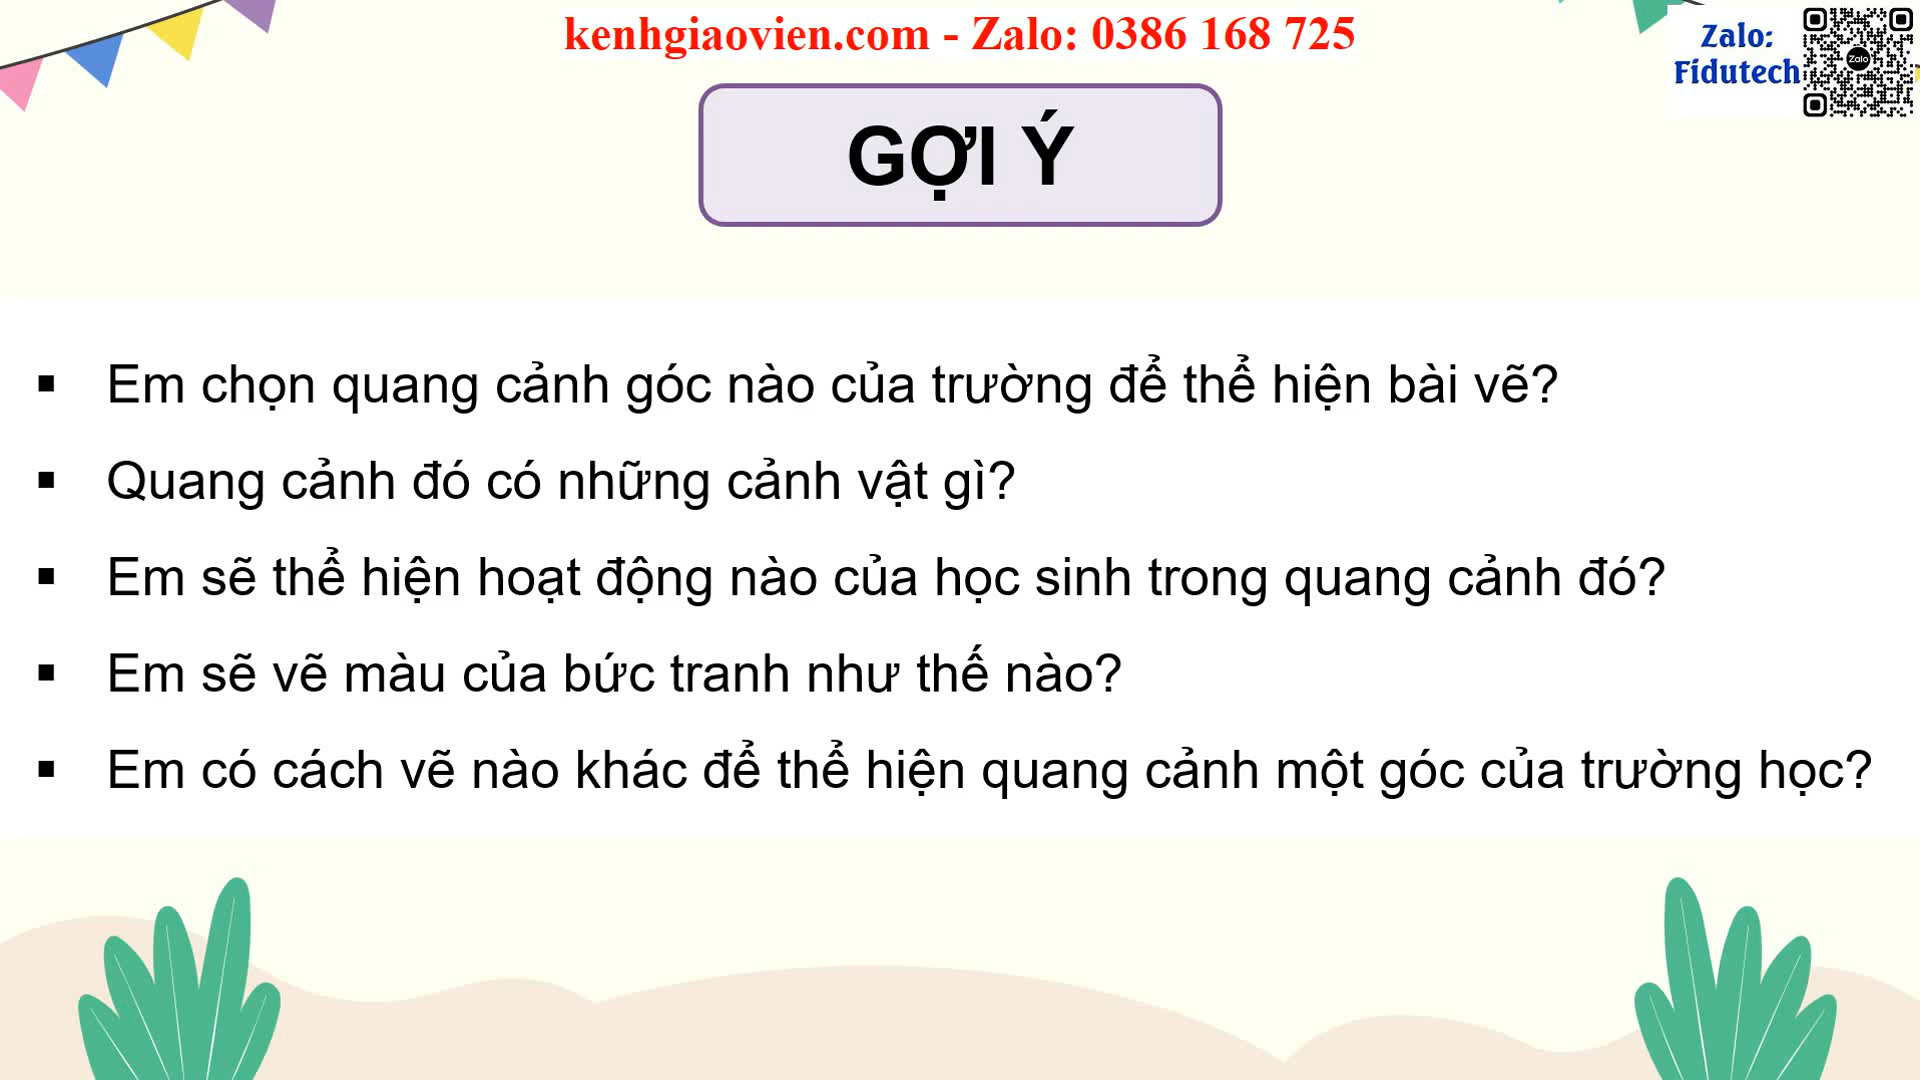 kenhgiaovien.com - Zalo: 0386 168 725
Zalo:
Fidutech
Zalo
GỢI Ý
▪ Em chọn quang cảnh góc nào của trường để thể hiện bài vẽ?
▪ Quang cảnh đó có những cảnh vật gì?
▪ Em sẽ thể hiện hoạt động nào của học sinh trong quang cảnh đó?
▪ Em sẽ vẽ màu của bức tranh như thế nào?
▪ Em có cách vẽ nào khác để thể hiện quang cảnh một góc của trường học?